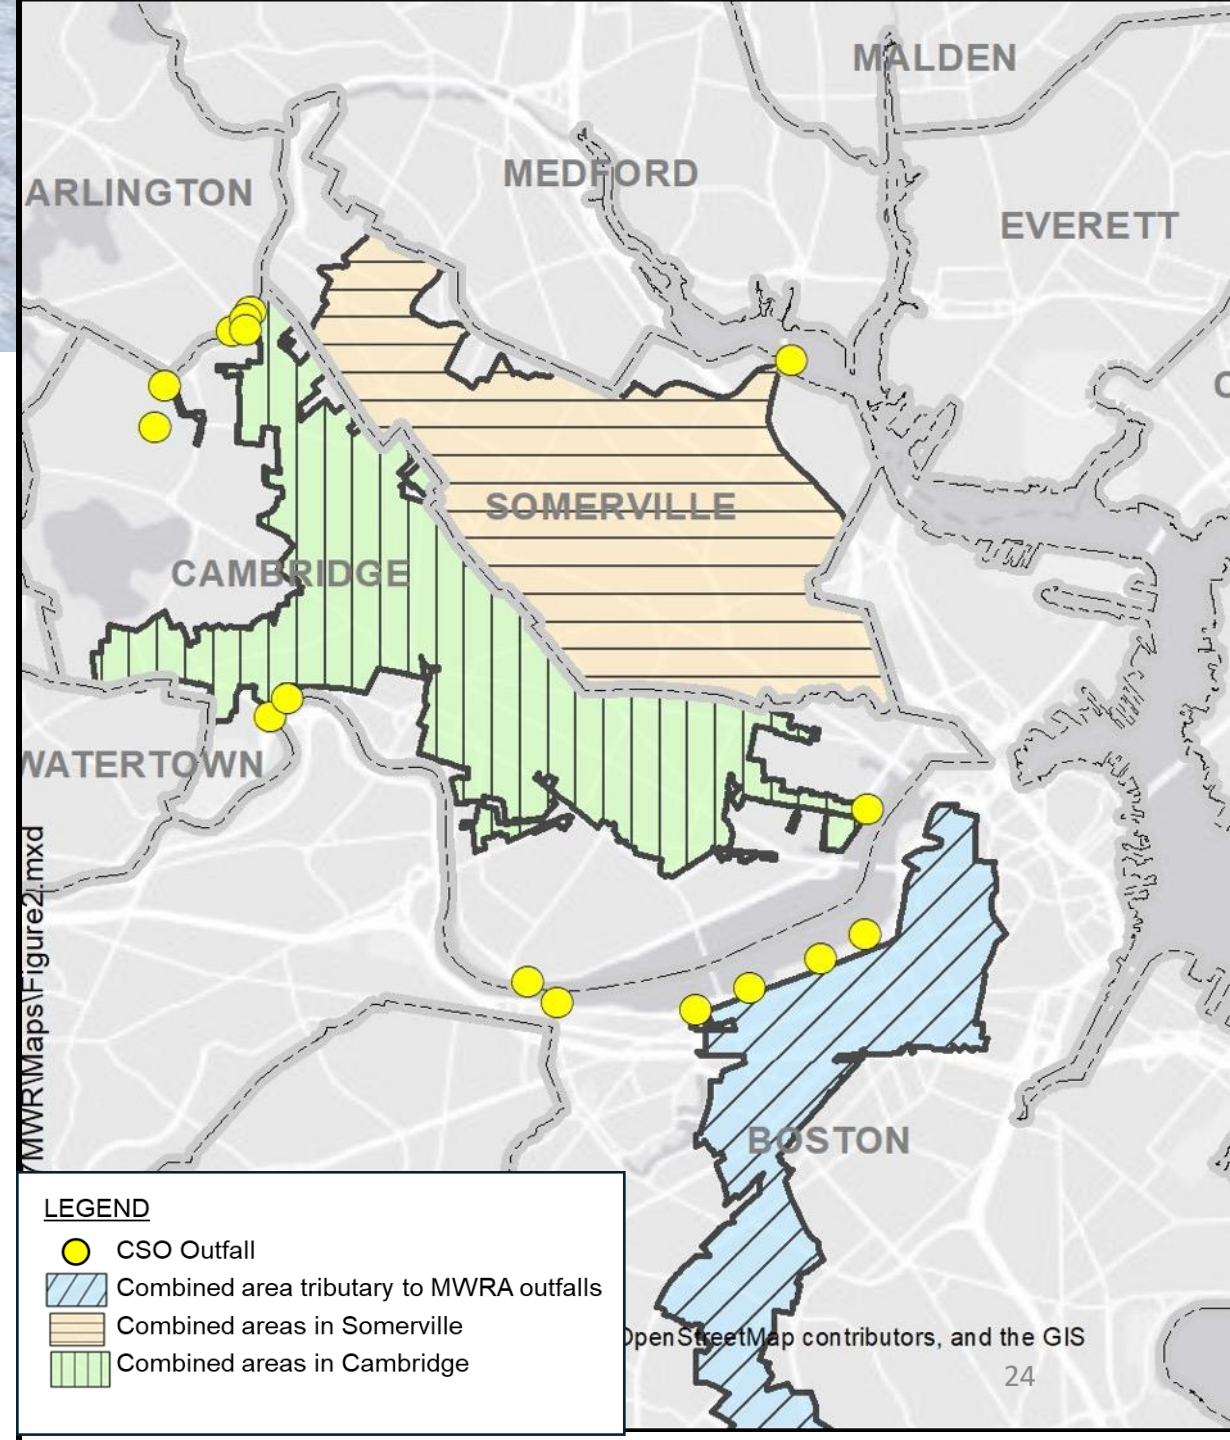 MALDEN
MEDFORD
ARLINGTON
EVERETT
SOMERVILLE
CAMBRIDGE
WATERTOWN
/MWR\Maps\Figure2.mxd
BOSTON
LEGEND
CSO Outfall
Combined area tributary to MWRA outfalls
Combined areas in Somerville
Combined areas in Cambridge
OpenStreetMap contributors, and the GIS
24